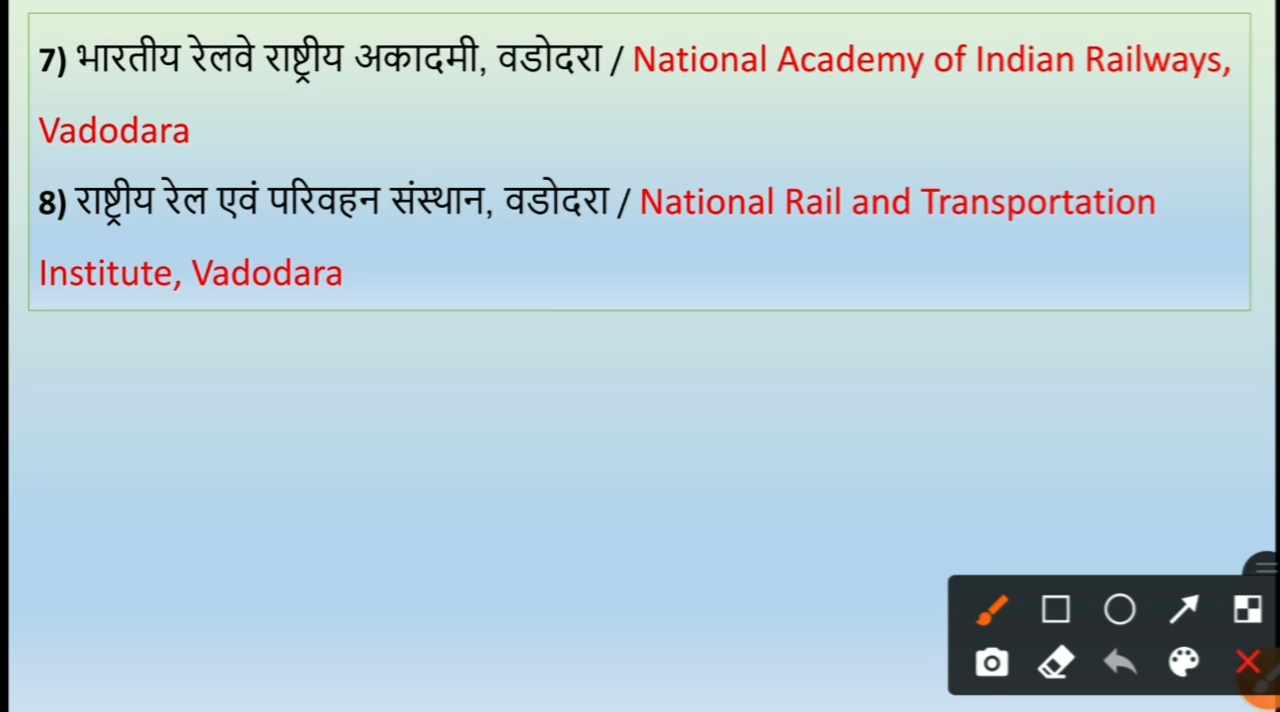 7) भारतीय रेलवे राष्ट्रीय अकादमी, वडोदरा / National Academy of Indian Railways,
Vadodara
8) राष्ट्रीय रेल एवं परिवहन संस्थान, वडोदरा / National Rail and Transportation
Institute, Vadodara